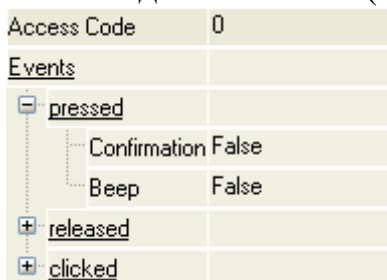 Access Code 0
Events
pressed
Confirmation False
Beep False
released
clicked